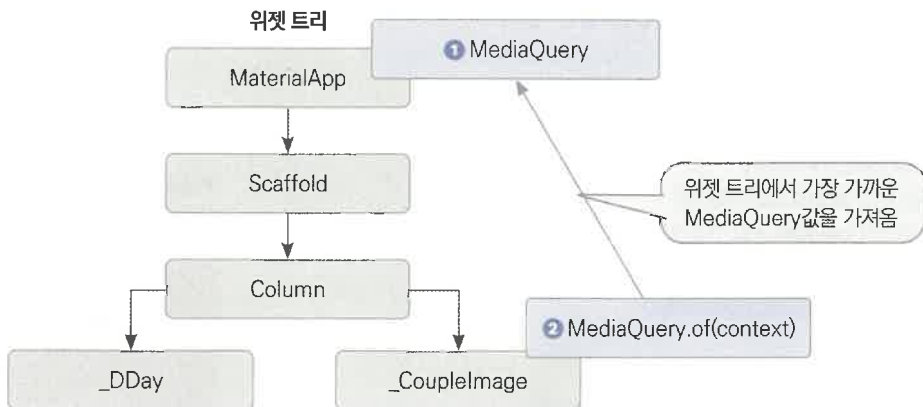 위젯 트리
❶ MediaQuery
MaterialApp
Scaffold
위젯 트리에서 가장 가까운
MediaQuery값을 가져옴
Column
❷ MediaQuery.of(context)
_DDay
_CoupleImage